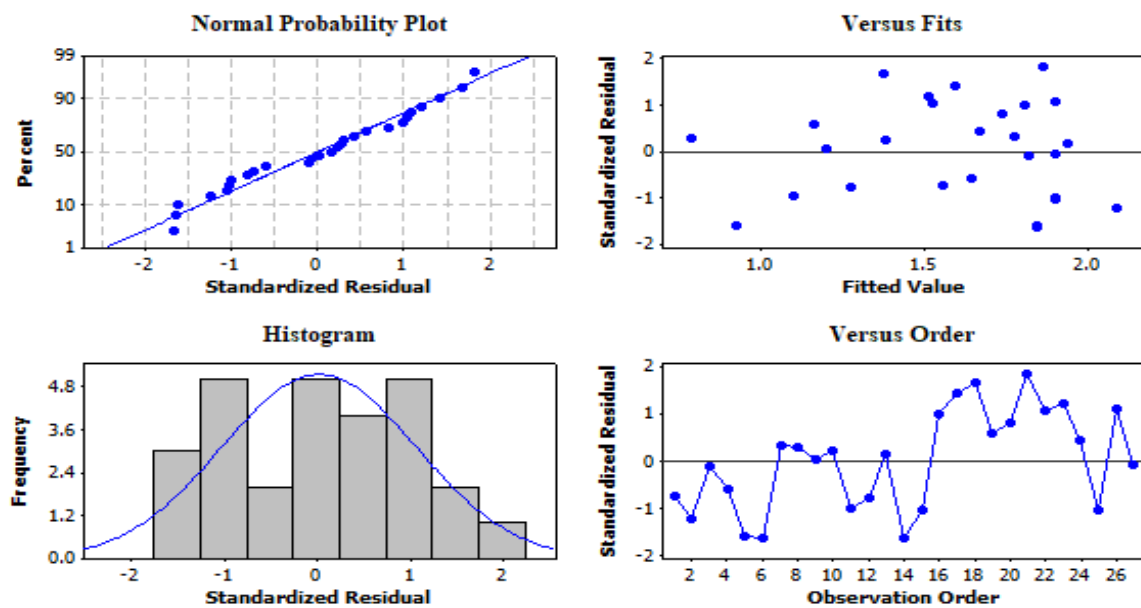 Normal Probability Plot
99
90
50
10
1
Percent
-2 -1 0 1 2
Standardized Residual
Versus Fits
2
1
0
-1
-2
Standardized Residual
1.0 1.5 2.0
Fitted Value
Histogram
4.8
3.6
2.4
1.2
0.0
Frequency
-2 -1 0 1 2
Standardized Residual
Versus Order
2
1
0
-1
-2
Standardized Residual
2 4 6 8 10 12 14 16 18 20 22 24 26
Observation Order